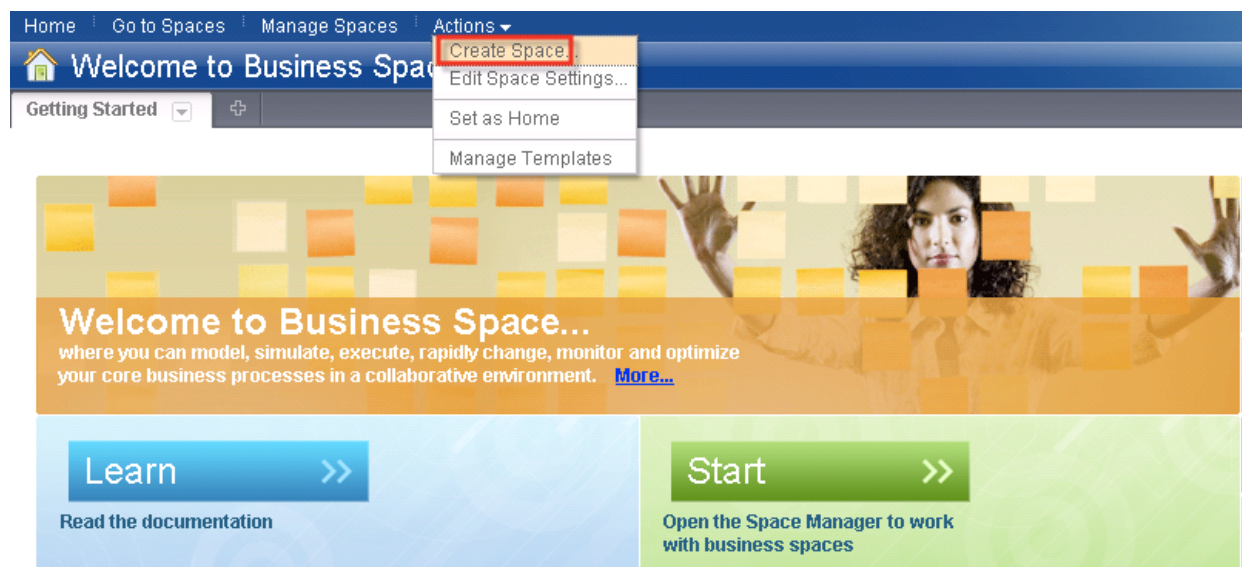 Home Go to Spaces Manage Spaces Actions
Create Space...
Welcome to Business Spac
Edit Space Settings...
Getting Started
Set as Home
Manage Templates
Welcome to Business Space...
where you can model, simulate, execute, rapidly change, monitor and optimize
your core business processes in a collaborative environment. More...
Learn >>
Start >>
Read the documentation
Open the Space Manager to work
with business spaces